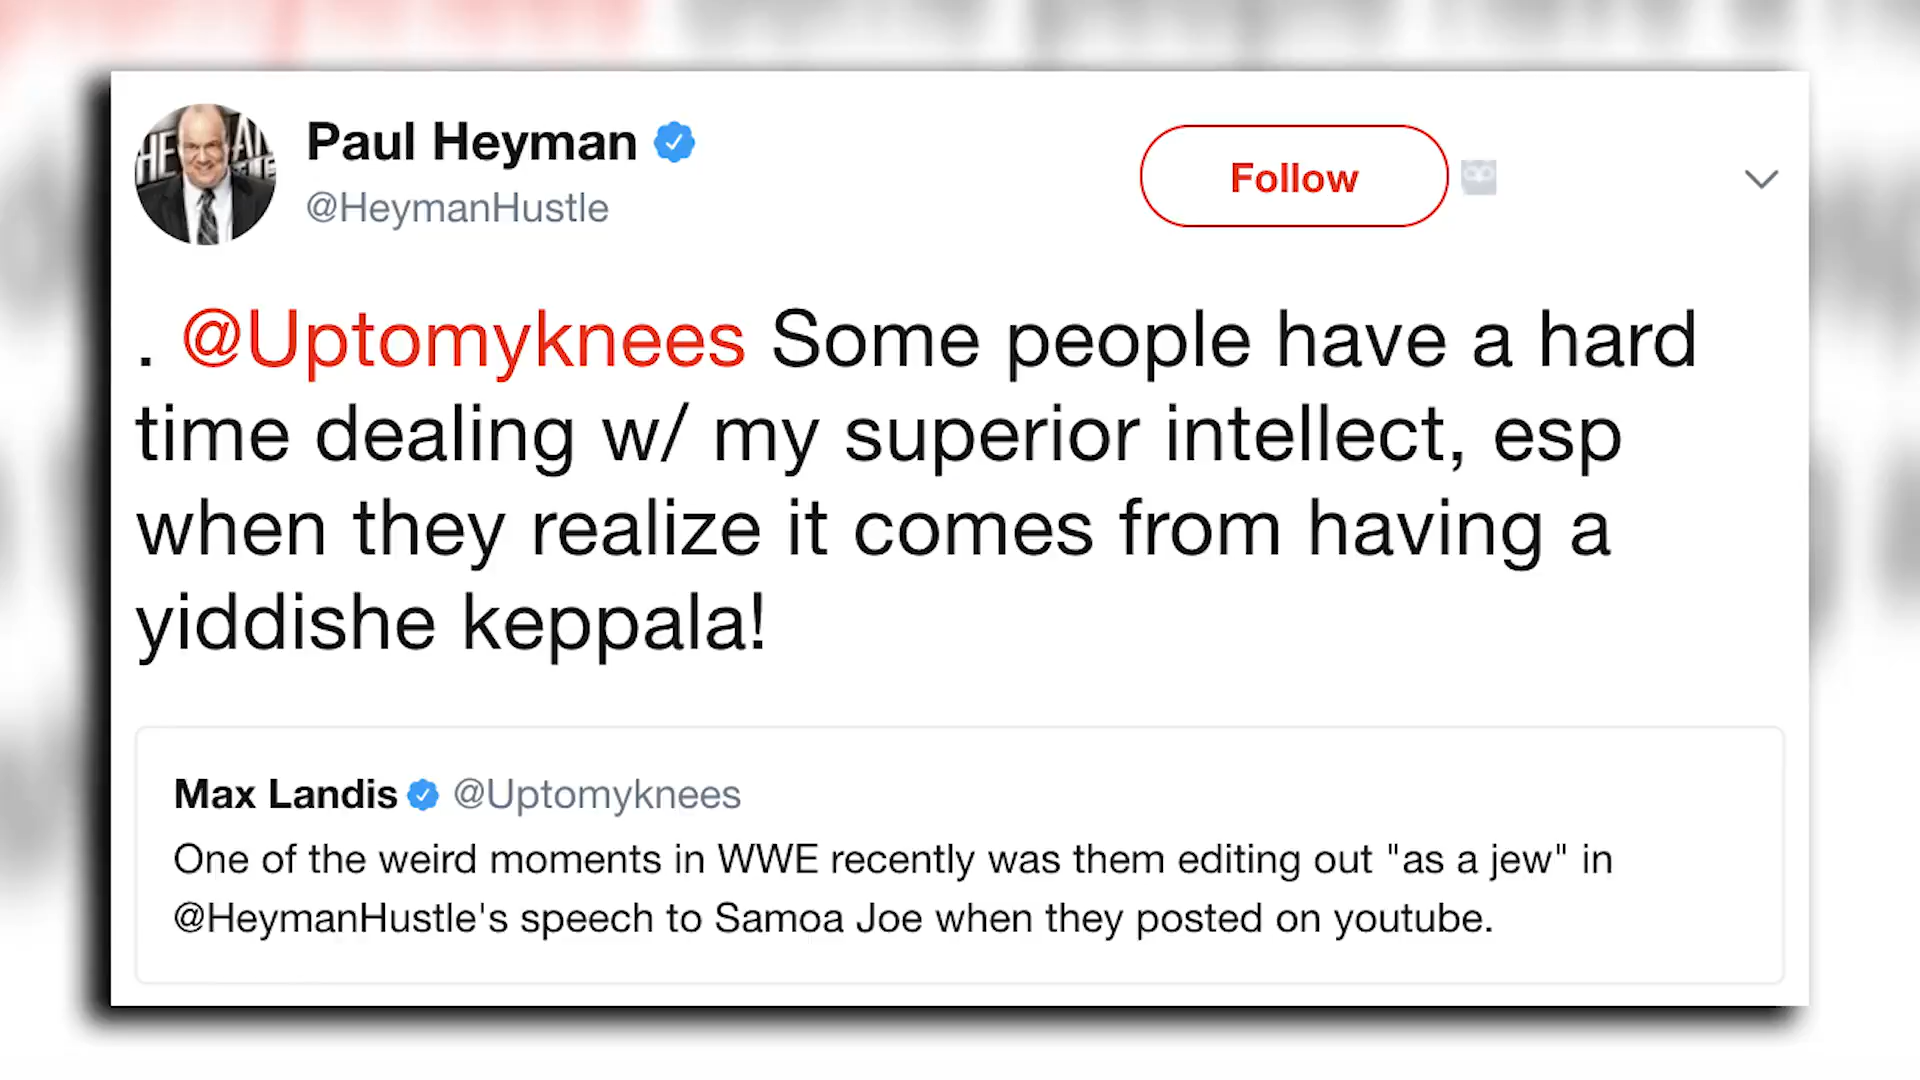 Paul Heyman
@HeymanHustle
Follow
. @Uptomyknees Some people have a hard
time dealing w/ my superior intellect, esp
when they realize it comes from having a
yiddishe keppala!
Max Landis @Uptomyknees
One of the weird moments in WWE recently was them editing out "as a jew" in
@HeymanHustle's speech to Samoa Joe when they posted on youtube.